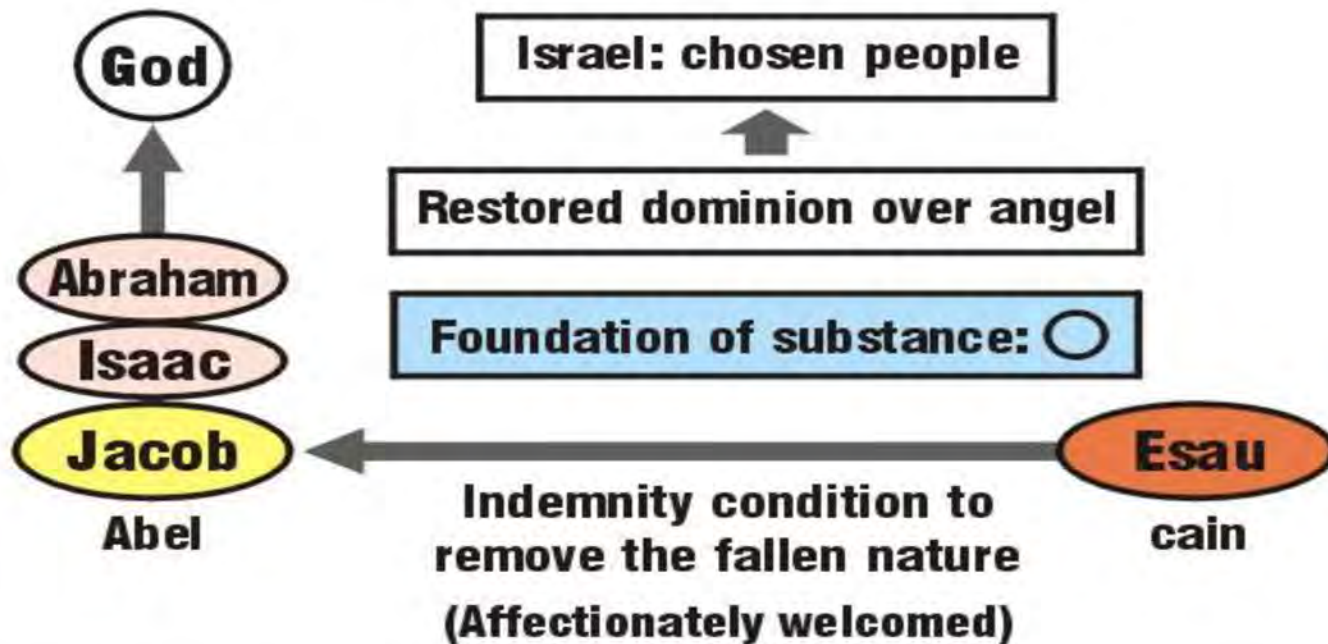 God
Israel: chosen people
Restored dominion over angel
Abraham
Foundation of substance:
Isaac
Jacob
Esau
Abel
cain
Indemnity condition to
remove the fallen nature
(Affectionately welcomed)